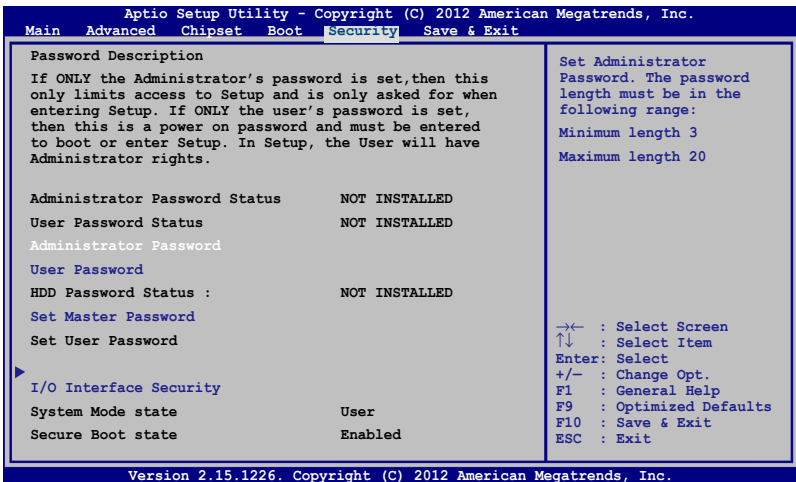 Aptio Setup Utility - Copyright (C) 2012 American Megatrends, Inc.
Main Advanced Chipset Boot Security Save & Exit
Password Description
If ONLY the Administrator's password is set,then this
only limits access to Setup and is only asked for when
entering Setup. If ONLY the user's password is set,
then this is a power on password and must be entered
to boot or enter Setup. In Setup, the User will have
Administrator rights.
Administrator Password Status NOT INSTALLED
User Password Status NOT INSTALLED
Administrator Password
User Password
HDD Password Status : NOT INSTALLED
Set Master Password
Set User Password
I/O Interface Security
System Mode state User
Secure Boot state Enabled
Set Administrator
Password. The password
length must be in the
following range:
Minimum length 3
Maximum length 20
→← : Select Screen
↑↓ : Select Item
Enter: Select
+/— : Change Opt.
F1 : General Help
F9 : Optimized Defaults
F10 : Save & Exit
ESC : Exit
Version 2.15.1226. Copyright (C) 2012 American Megatrends, Inc.